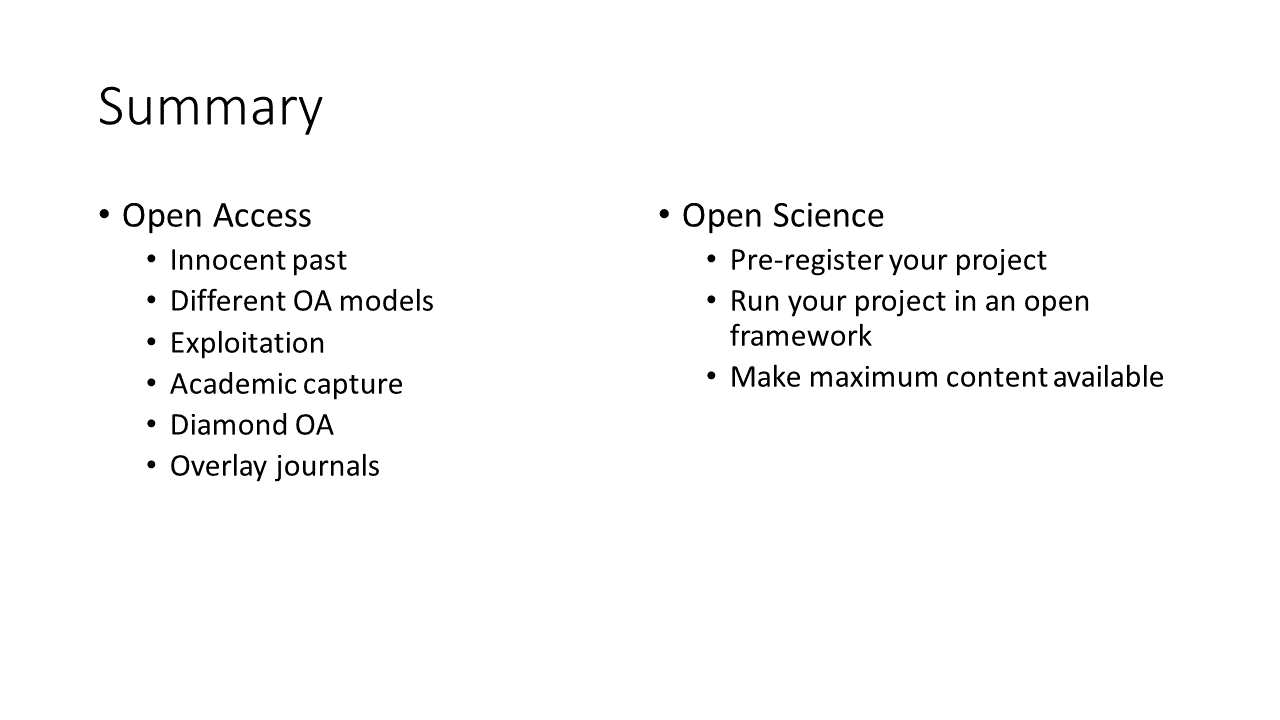 Summary
• Open Access
• Innocent past
• Different OA models
• Exploitation
• Academic capture
• Diamond OA
• Overlay journals
• Open Science
• Pre-register your project
• Run your project in an open
framework
• Make maximum content available